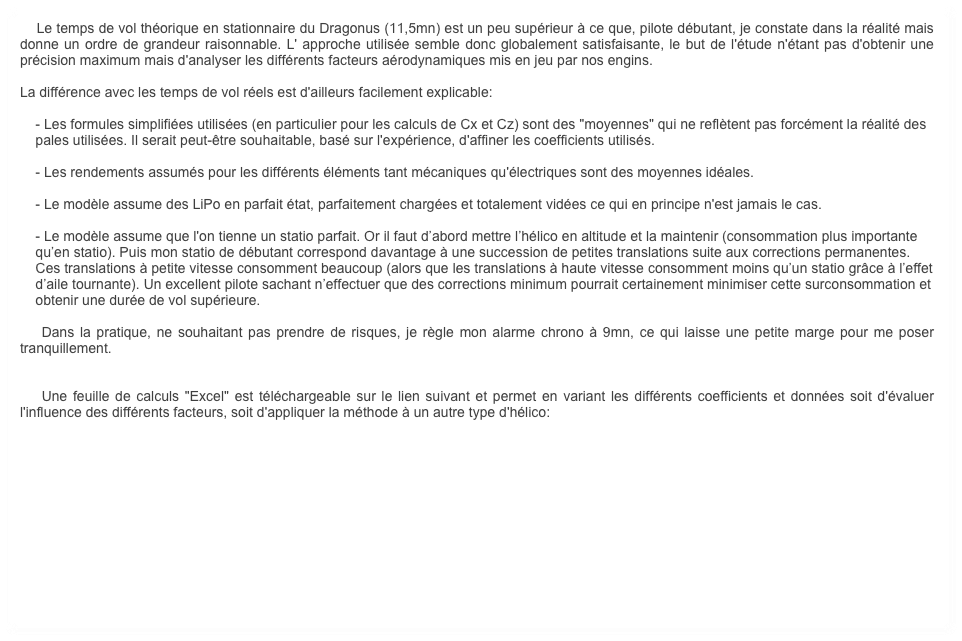 Le temps de vol théorique en stationnaire du Dragonus (11,5mn) est un peu supérieur à ce que, pilote débutant, je constate dans la réalité mais
donne un ordre de grandeur raisonnable. L' approche utilisée semble donc globalement satisfaisante, le but de l'étude n'étant pas d'obtenir une
précision maximum mais d'analyser les différents facteurs aérodynamiques mis en jeu par nos engins.
La différence avec les temps de vol réels est d'ailleurs facilement explicable:
- Les formules simplifiées utilisées (en particulier pour les calculs de Cx et Cz) sont des "moyennes" qui ne reflètent pas forcément la réalité des
pales utilisées. Il serait peut-être souhaitable, basé sur l'expérience, d'affiner les coefficients utilisés.
- Les rendements assumés pour les différents éléments tant mécaniques qu'électriques sont des moyennes idéales.
- Le modèle assume des LiPo en parfait état, parfaitement chargées et totalement vidées ce qui en principe n'est jamais le cas.
- Le modèle assume que l'on tienne un statio parfait. Or il faut d’abord mettre l’hélico en altitude et la maintenir (consommation plus importante
qu’en statio). Puis mon statio de débutant correspond davantage à une succession de petites translations suite aux corrections permanentes.
Ces translations à petite vitesse consomment beaucoup (alors que les translations à haute vitesse consomment moins qu’un statio grâce à l’effet
d’aile tournante). Un excellent pilote sachant n’effectuer que des corrections minimum pourrait certainement minimiser cette surconsommation et
obtenir une durée de vol supérieure.
Dans la pratique, ne souhaitant pas prendre de risques, je règle mon alarme chrono à 9mn, ce qui laisse une petite marge pour me poser
tranquillement.
Une feuille de calculs "Excel" est téléchargeable sur le lien suivant et permet en variant les différents coefficients et données soit d'évaluer
l'influence des différents facteurs, soit d'appliquer la méthode à un autre type d'hélico: